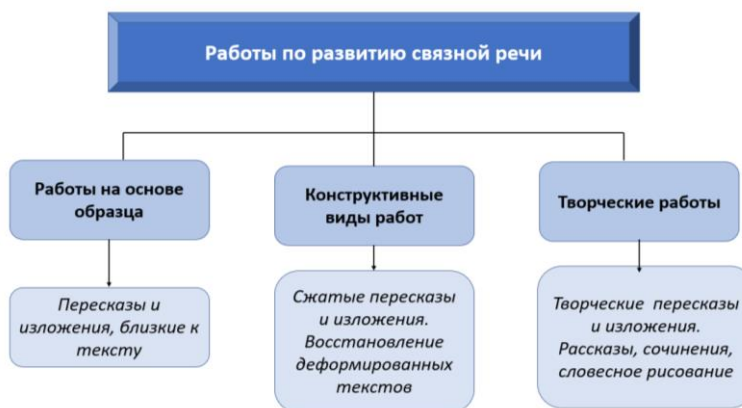 Работы по развитию связной речи
Работы на основе
образца
Конструктивные
виды работ
Творческие работы
Пересказы и
изложения, близкие к
тексту
Сжатые пересказы
и изложения.
Восстановление
деформированных
текстов
Творческие пересказы
и изложения.
Рассказы, сочинения,
словесное рисование